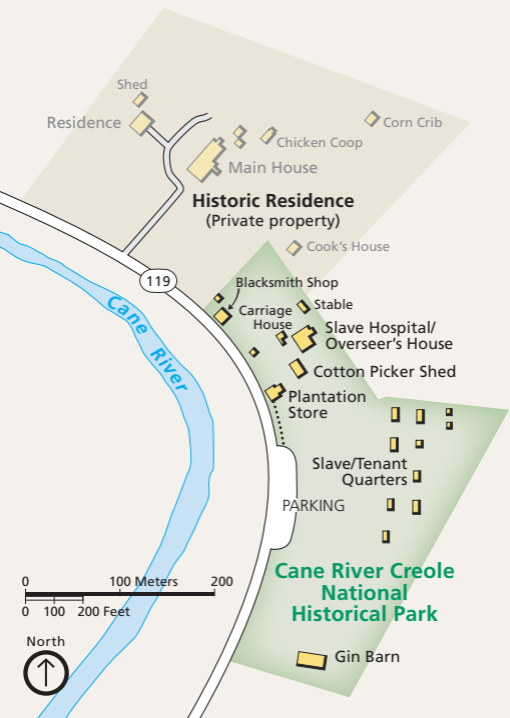 Shed
Residence
Corn Crib
Chicken Coop
Main House
Historic Residence
(Private property)
Cook's House
119
Blacksmith Shop
Stable
Carriage
House
Slave Hospital/
Overseer's House
Cane River
Cotton Picker Shed
Plantation
Store
Slave/Tenant
Quarters
PARKING
Cane River Creole
National
Historical Park
0 100 Meters 200
0 100 200 Feet
North
Gin Barn